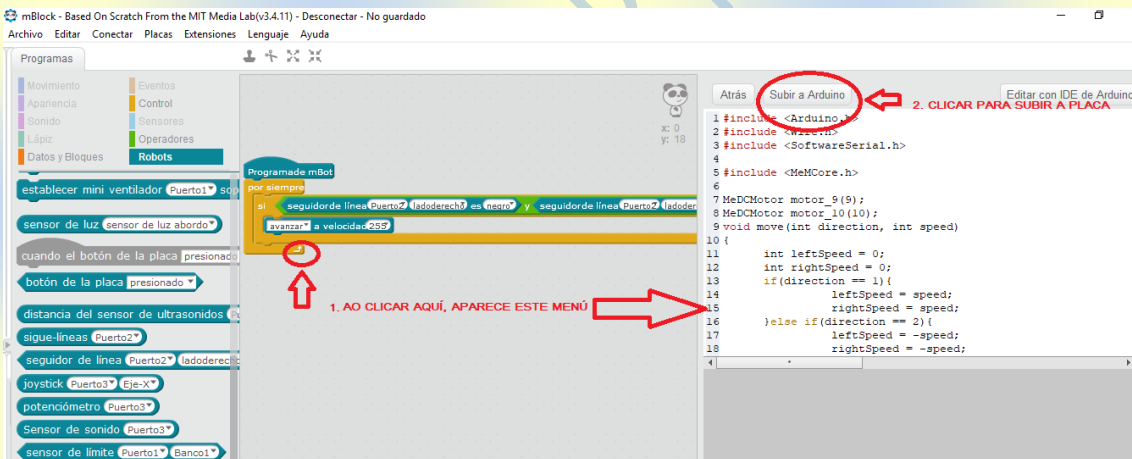 mBlock - Based On Scratch From the MIT Media Lab(v3.4.11) - Desconectar - No guardado
Archivo Editar Conectar Placas Extensiones Lenguaje Ayuda
Programas
Movimiento Eventos
Apariencia Control
Sonido Sensores
Lápiz Operadores
Datos y Bloques Robots
establecer mini ventilador Puerto1
sensor de luz sensor de luz abordo
cuando el botón de la placa presionado
botón de la placa presionado
distancia del sensor de ultrasonidos
sigue-líneas Puerto2
seguidor de línea Puerto2 ladoderecho
joystick Puerto3 Eje-X
potenciómetro Puerto3
Sensor de sonido Puerto3
sensor de límite Puerto1 Banco1
x: 0
y: 18
Programade mBot
por siempre
si seguidorde línea Puerto2 ladoderecho es negro y seguidorde línea Puerto2
avanzar a velocidad 255
1. AO CLICAR AQUÍ, APARECE ESTE MENÚ
Atrás Subir a Arduino Editar con IDE de Arduino
2. CLICAR PARA SUBIR A PLACA
1 #include <Arduino.h>
2 #include <Wire.h>
3 #include <SoftwareSerial.h>
4
5 #include <MeMCore.h>
6
7 MeDCMotor motor_9(9);
8 MeDCMotor motor_10(10);
9 void move(int direction, int speed)
10 {
11 int leftSpeed = 0;
12 int rightSpeed = 0;
13 if(direction == 1){
14 leftSpeed = speed;
15 rightSpeed = speed;
16 }else if(direction == 2){
17 leftSpeed = -speed;
18 rightSpeed = -speed;